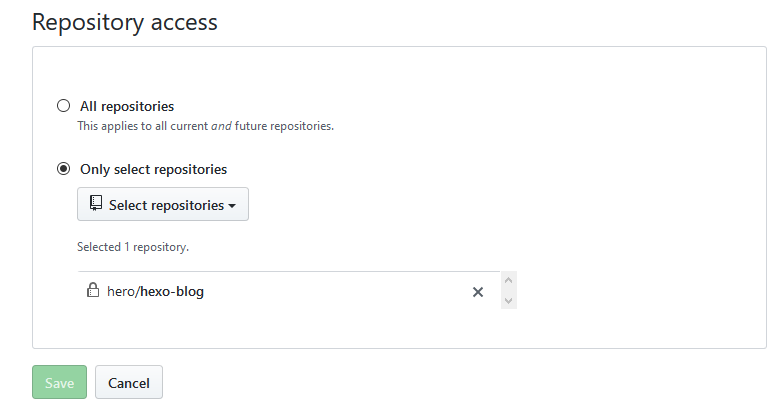 Repository access
All repositories
This applies to all current and future repositories.
Only select repositories
Select repositories
Selected 1 repository.
hero/hexo-blog
Save
Cancel